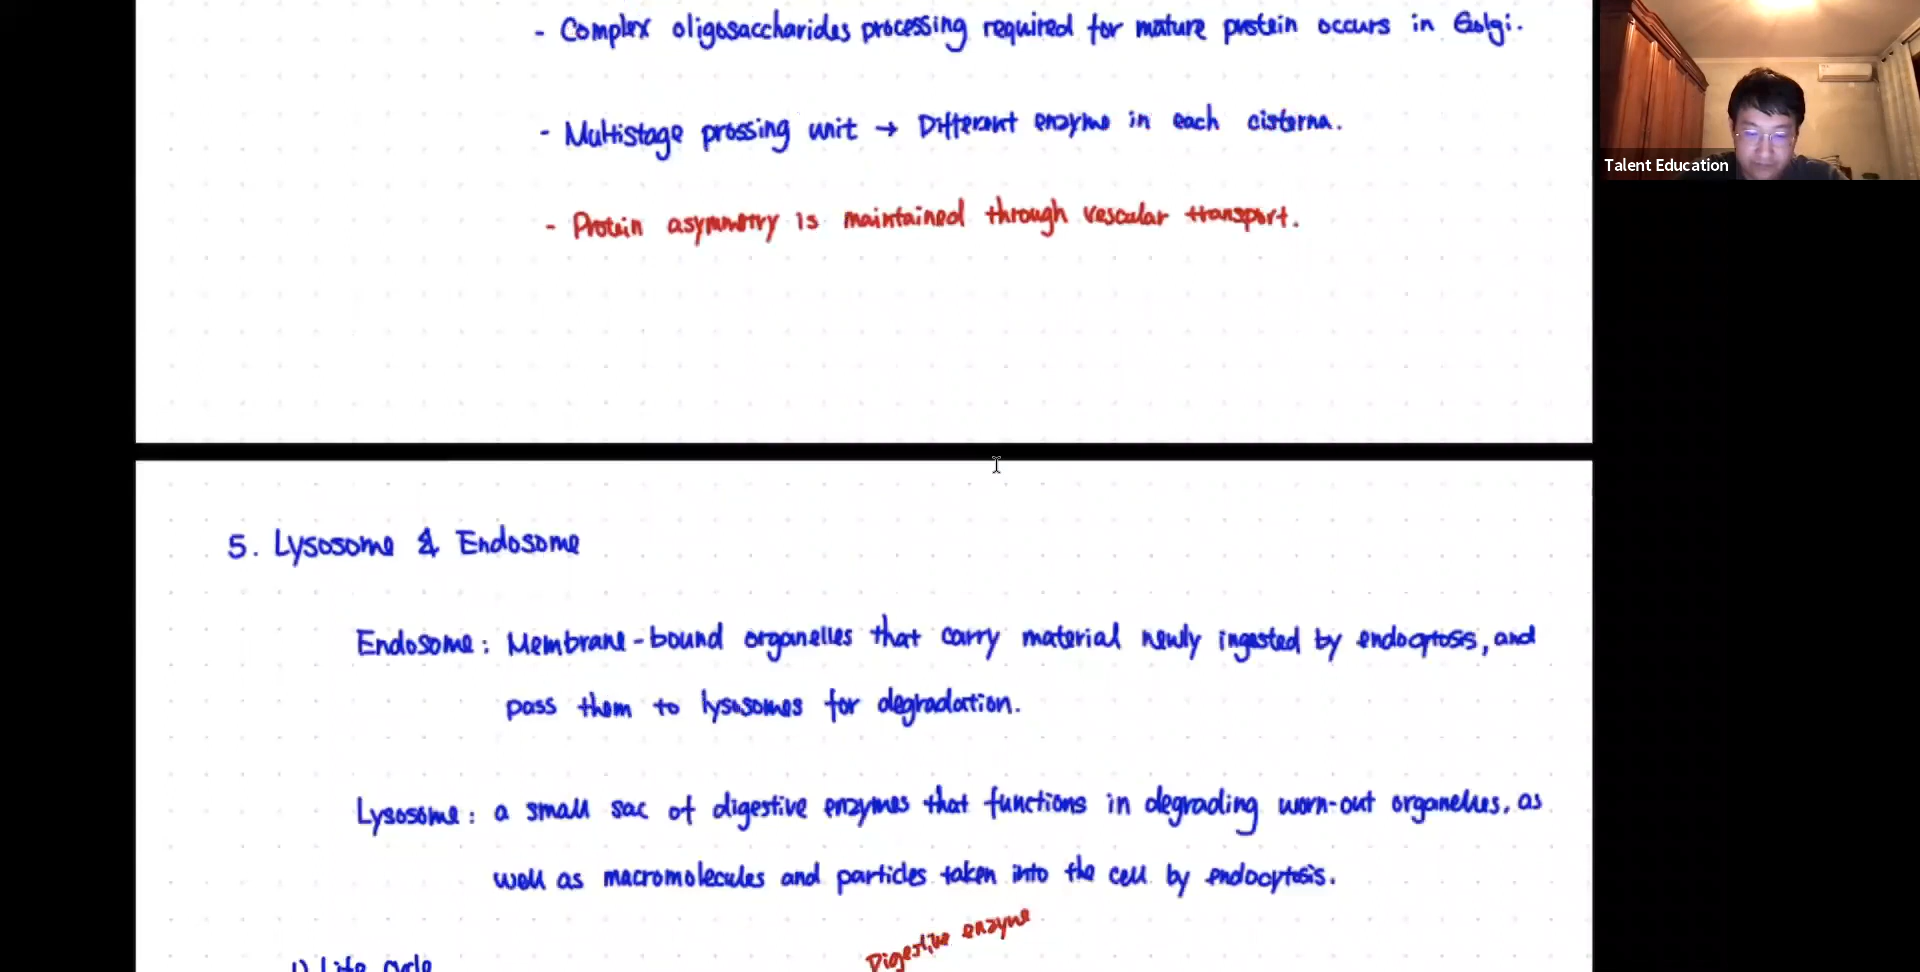 - Complex oligosaccharides processing required for mature protein occurs in Golgi.
- Multistage prossing unit → Different enzyme in each cisterna.
- Protein asymmetry is maintained through vescular transport.
Talent Education
5. Lysosome & Endosome
Endosome: Membrane-bound organelles that carry material newly ingested by endocytosis, and
pass them to lysosomes for degradation.
Lysosome: a small sac of digestive enzymes that functions in degrading worn-out organelles, as
well as macromolecules and particles taken into the cell by endocytosis.
Digestive enzyme
1) Life cycle